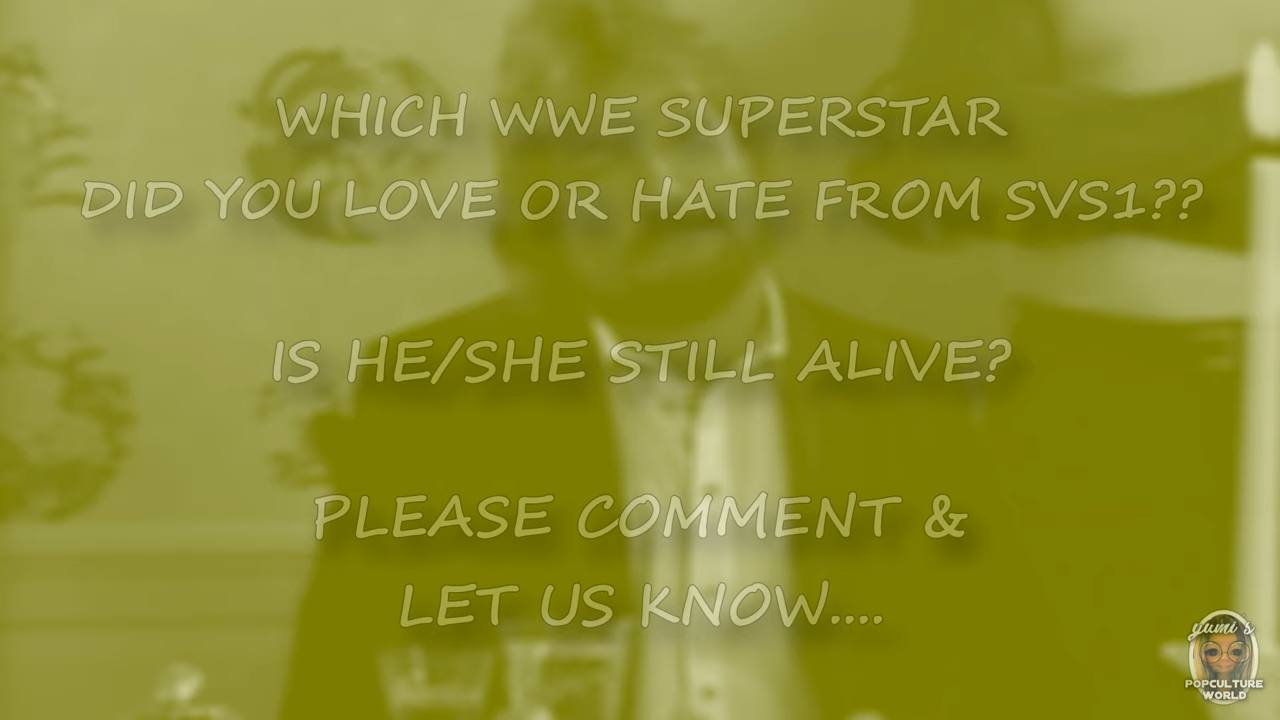 WHICH WWE SUPERSTAR
DID YOU LOVE OR HATE FROM SVS1??
IS HE/SHE STILL ALIVE?
PLEASE COMMENT &
LET US KNOW....
yumi's
POPCULTURE
WORLD